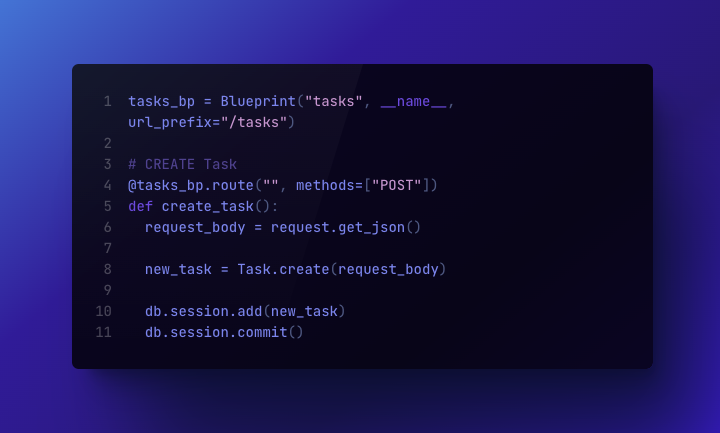 1 tasks_bp = Blueprint("tasks", __name__,
url_prefix="/tasks")
2
3 # CREATE Task
4 @tasks_bp.route("", methods=["POST"])
5 def create_task():
6   request_body = request.get_json()
7
8   new_task = Task.create(request_body)
9
10   db.session.add(new_task)
11   db.session.commit()